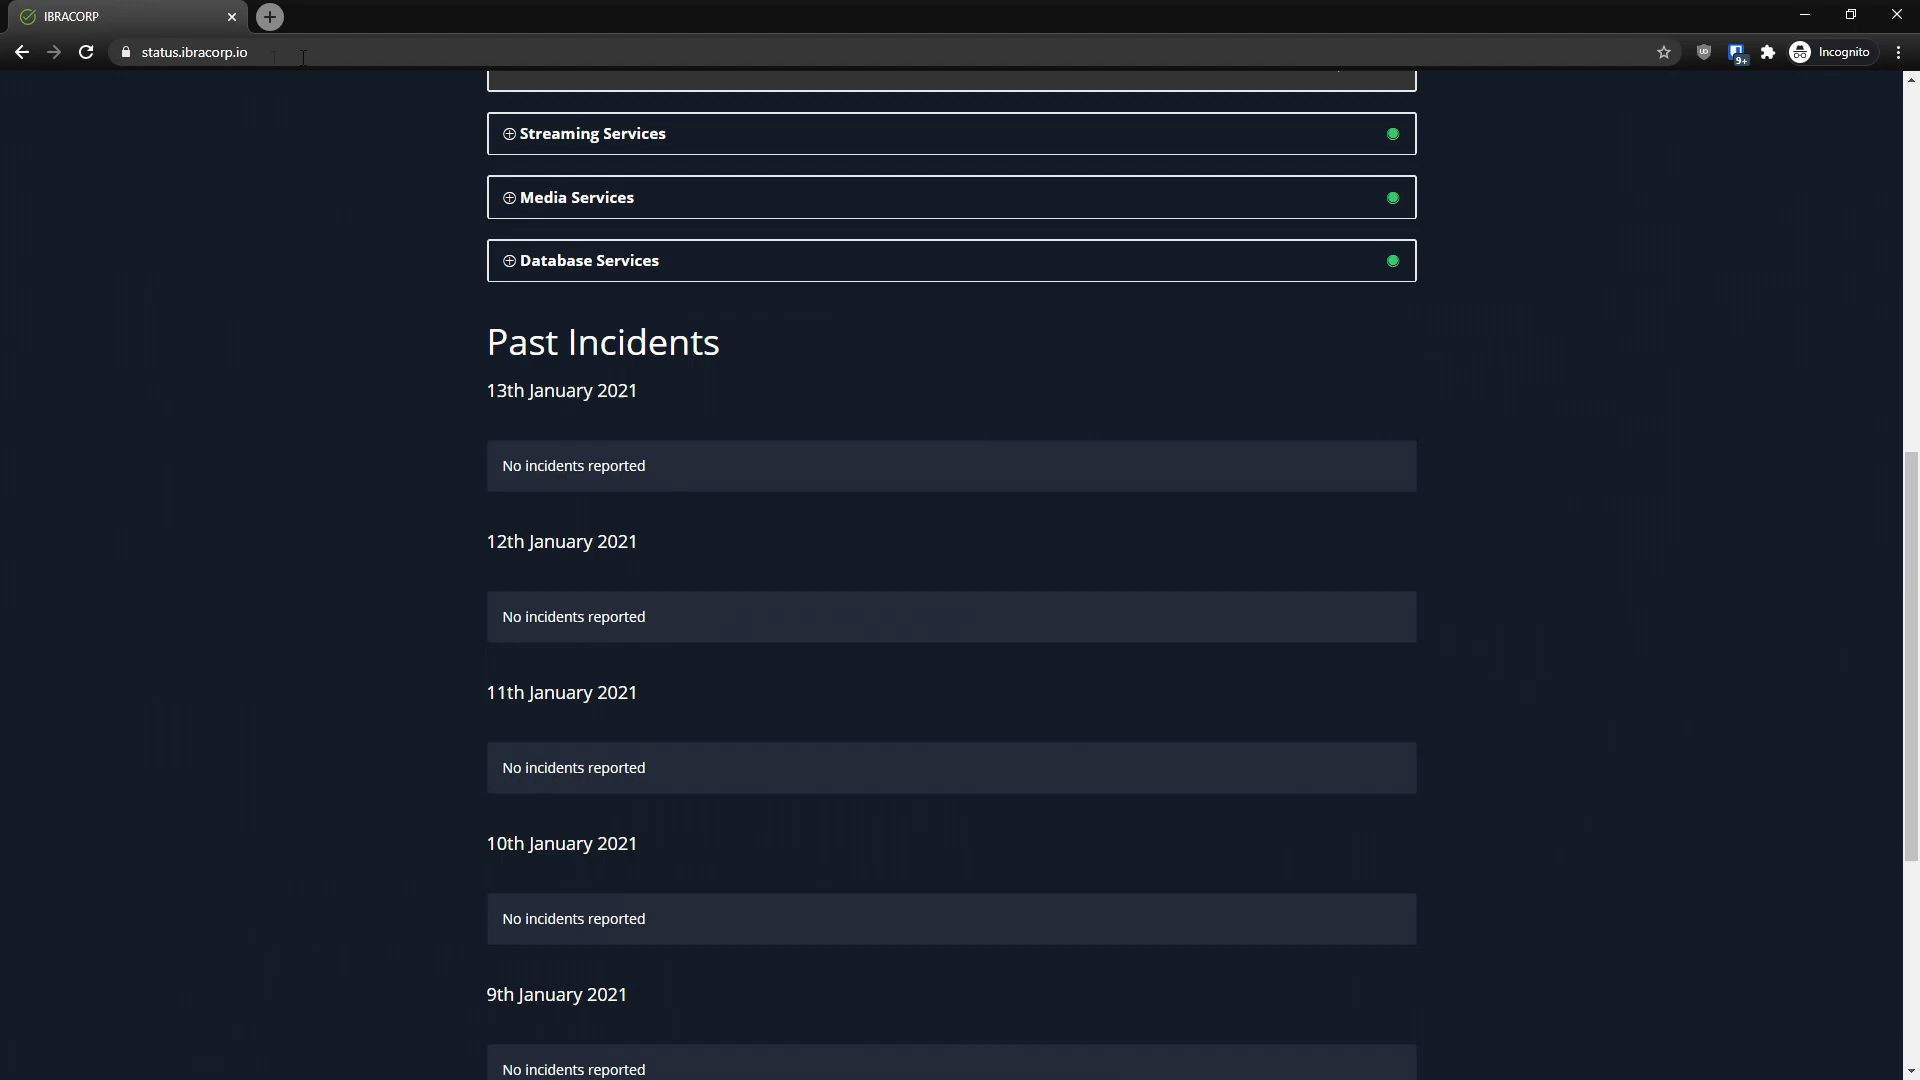 IBRACORP
status.ibracorp.io
9+
Incognito
Streaming Services
Media Services
Database Services
Past Incidents
13th January 2021
No incidents reported
12th January 2021
No incidents reported
11th January 2021
No incidents reported
10th January 2021
No incidents reported
9th January 2021
No incidents reported